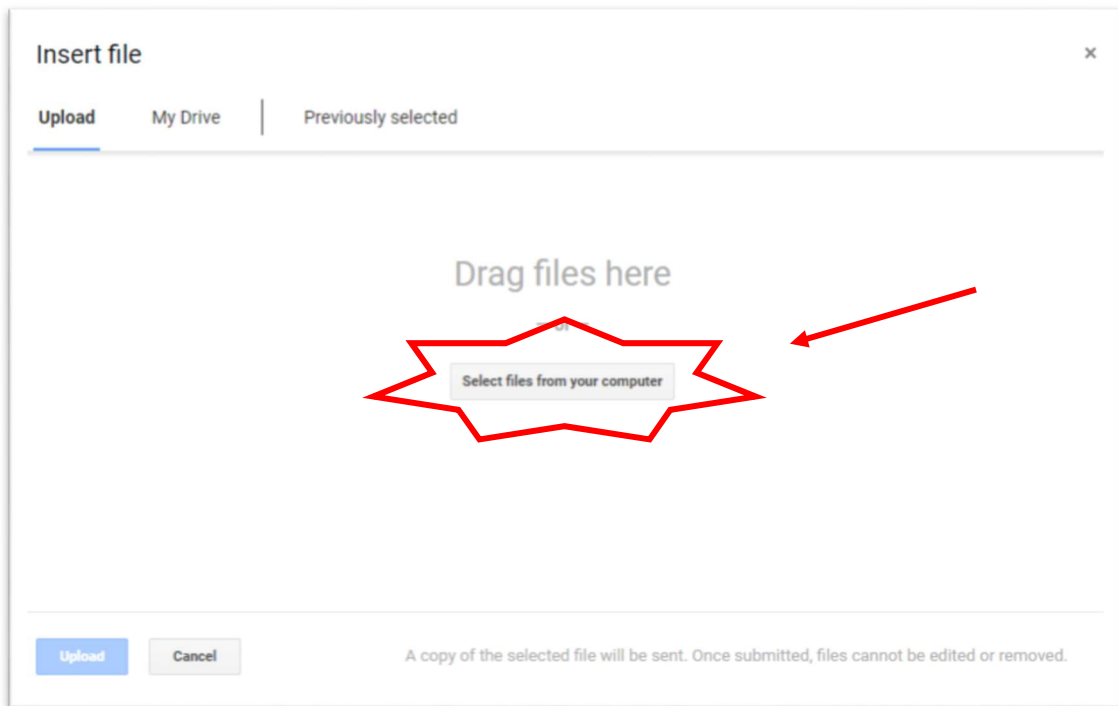 Insert file ×
Upload My Drive Previously selected
Drag files here
Select files from your computer
Upload Cancel A copy of the selected file will be sent. Once submitted, files cannot be edited or removed.